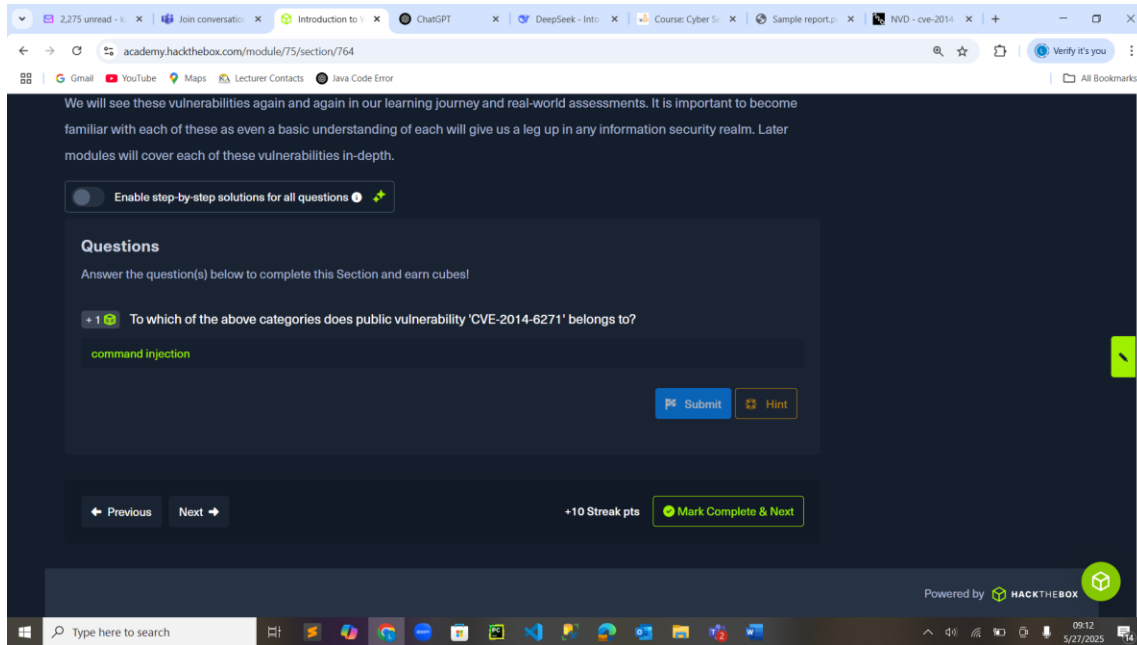 2,275 unread - i
Join conversatio
Introduction to V
ChatGPT
DeepSeek - Into
Course: Cyber Sc
Sample report.p
NVD - cve-2014
academy.hackthebox.com/module/75/section/764
Verify it's you
Gmail
YouTube
Maps
Lecturer Contacts
Java Code Error
All Bookmarks
We will see these vulnerabilities again and again in our learning journey and real-world assessments. It is important to become
familiar with each of these as even a basic understanding of each will give us a leg up in any information security realm. Later
modules will cover each of these vulnerabilities in-depth.
Enable step-by-step solutions for all questions
Questions
Answer the question(s) below to complete this Section and earn cubes!
+ 1 To which of the above categories does public vulnerability 'CVE-2014-6271' belongs to?
command injection
Submit
Hint
Previous
Next
+10 Streak pts
Mark Complete & Next
Powered by HACKTHEBOX
Type here to search
09:12
5/27/2025